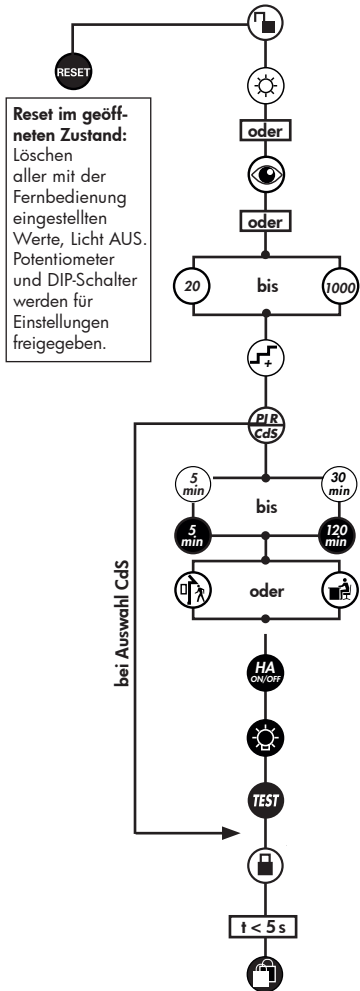 RESET
Reset im geöff-
neten Zustand:
Löschen
aller mit der
Fernbedienung
eingestellten
Werte, Licht AUS.
Potentiometer
und DIP-Schalter
werden für
Einstellungen
freigegeben.
oder
oder
20 bis 1000
+
PIR
CdS
5 min
30 min
bis
5 min
120 min
oder
bei Auswahl CdS
HA
ON/OFF
TEST
t < 5 s